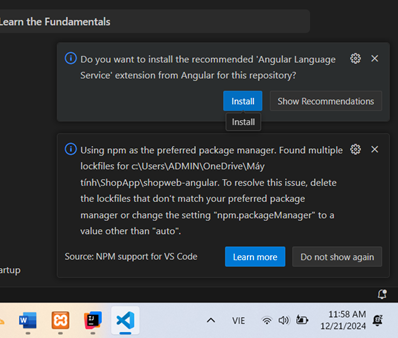 Learn the Fundamentals
Do you want to install the recommended 'Angular Language
Service' extension from Angular for this repository?
Install
Show Recommendations
Install
Using npm as the preferred package manager. Found multiple
lockfiles for c:\Users\ADMIN\OneDrive\Máy
tính\ShopApp\shopweb-angular. To resolve this issue, delete
the lockfiles that don't match your preferred package
manager or change the setting "npm.packageManager" to a
value other than "auto".
Source: NPM support for VS Code
Learn more
Do not show again
artup
VIE
11:58 AM
12/21/2024